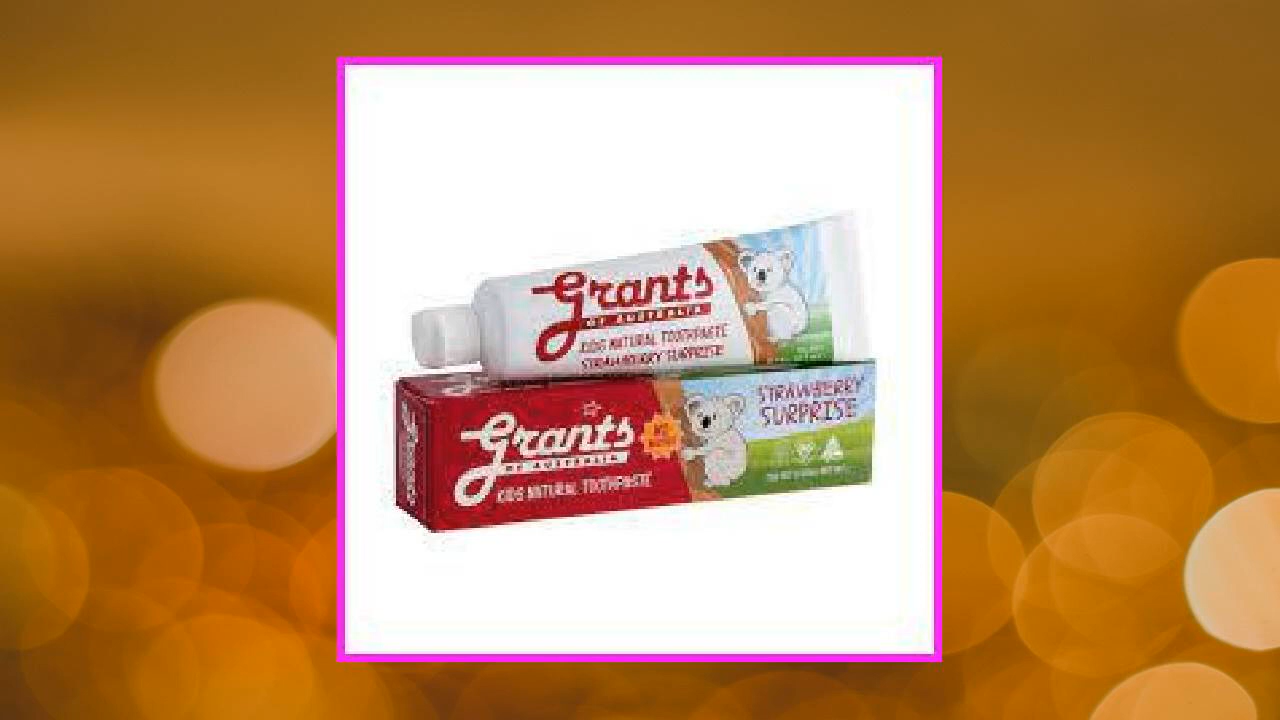 Grants
OF AUSTRALIA
KIDS NATURAL TOOTHPASTE
STRAWBERRY SURPRISE
Grants
OF AUSTRALIA
KIDS NATURAL TOOTHPASTE
STRAWBERRY
SURPRISE